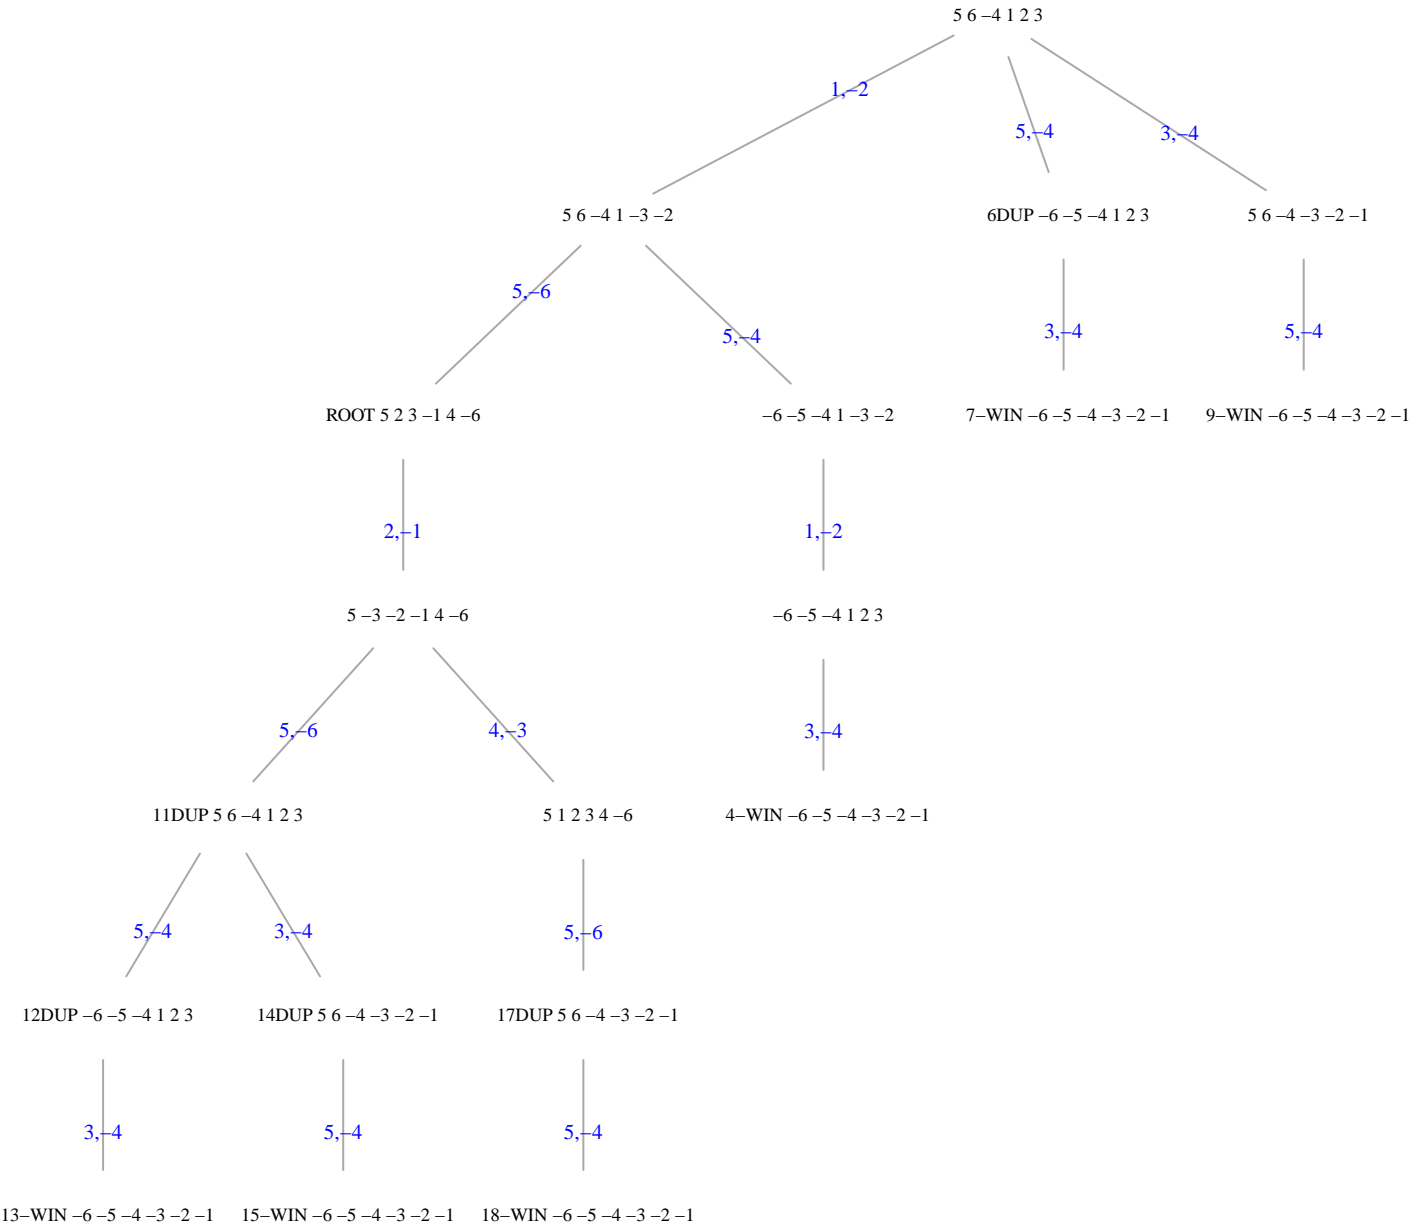 5 6 –4 1 2 3
1,–2
5,–4
3,–4
5 6 –4 1 –3 –2
6DUP –6 –5 –4 1 2 3
5 6 –4 –3 –2 –1
5,–6
5,–4
3,–4
5,–4
ROOT 5 2 3 –1 4 –6
–6 –5 –4 1 –3 –2
7–WIN –6 –5 –4 –3 –2 –1
9–WIN –6 –5 –4 –3 –2 –1
2,–1
1,–2
5 –3 –2 –1 4 –6
–6 –5 –4 1 2 3
5,–6
4,–3
3,–4
11DUP 5 6 –4 1 2 3
5 1 2 3 4 –6
4–WIN –6 –5 –4 –3 –2 –1
5,–4
3,–4
5,–6
12DUP –6 –5 –4 1 2 3
14DUP 5 6 –4 –3 –2 –1
17DUP 5 6 –4 –3 –2 –1
3,–4
5,–4
5,–4
13–WIN –6 –5 –4 –3 –2 –1
15–WIN –6 –5 –4 –3 –2 –1
18–WIN –6 –5 –4 –3 –2 –1